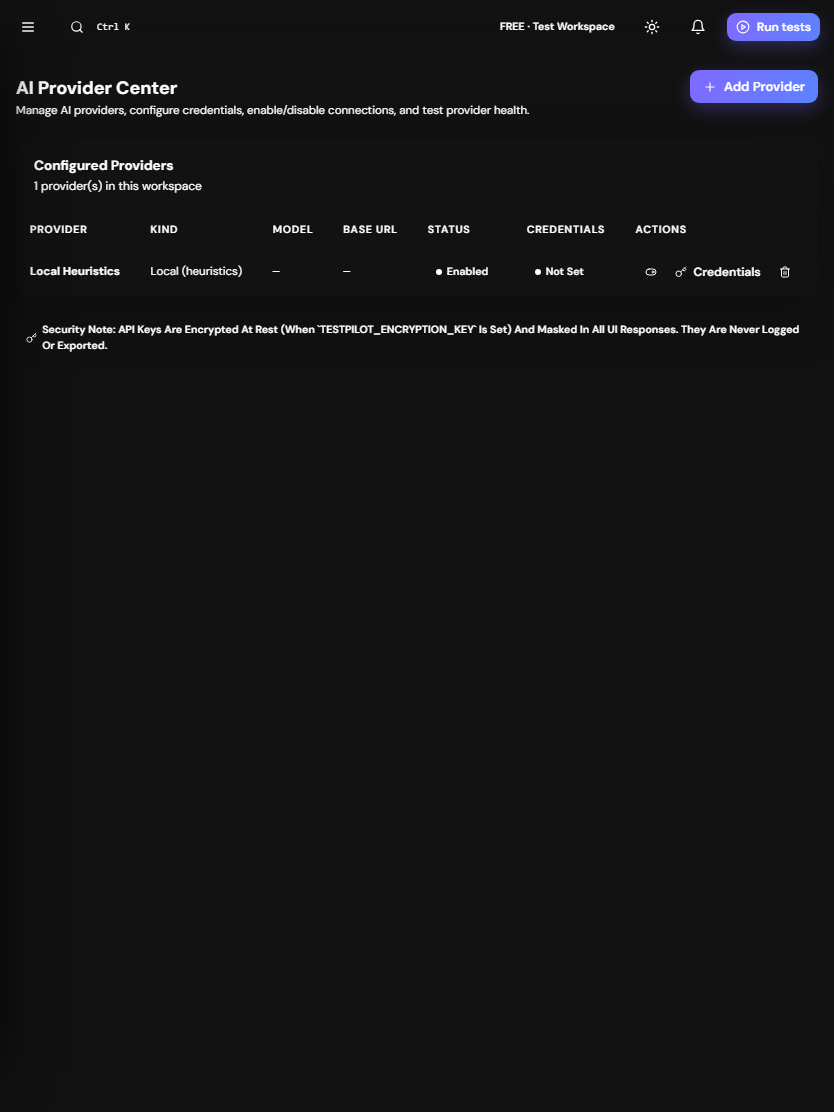 Ctrl K
FREE · Test Workspace
Run tests
AI Provider Center
Add Provider
Manage AI providers, configure credentials, enable/disable connections, and test provider health.
Configured Providers
1 provider(s) in this workspace
PROVIDER KIND MODEL BASE URL STATUS CREDENTIALS ACTIONS
Local Heuristics Local (heuristics) — — Enabled Not Set Credentials
Security Note: API Keys Are Encrypted At Rest (When `TESTPILOT_ENCRYPTION_KEY` Is Set) And Masked In All UI Responses. They Are Never Logged
Or Exported.